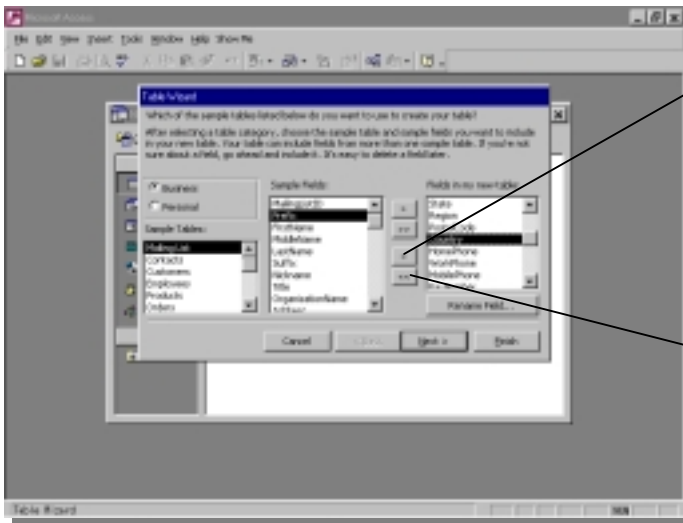 Microsoft Access
File Edit View Insert Tools Window Help Show Me
Table Wizard
Which of the sample tables listed below do you want to use to create your table?
After selecting a table category, choose the sample table and sample fields you want to include
in your new table. Your table can include fields from more than one sample table. If you're not
sure about a field, go ahead and include it. It's easy to delete a field later.
Business
Personal
Sample Tables:
Mailing List
Contacts
Customers
Employees
Products
Orders
Sample Fields:
MailingListID
Prefix
FirstName
MiddleName
LastName
Suffix
Nickname
Title
OrganizationName
Address
>
>>
<
<<
Fields in my new table:
State
Region
PostalCode
Country
HomePhone
WorkPhone
MobilePhone
Rename Field...
Cancel
< Back
Next >
Finish
Table Wizard
NUM